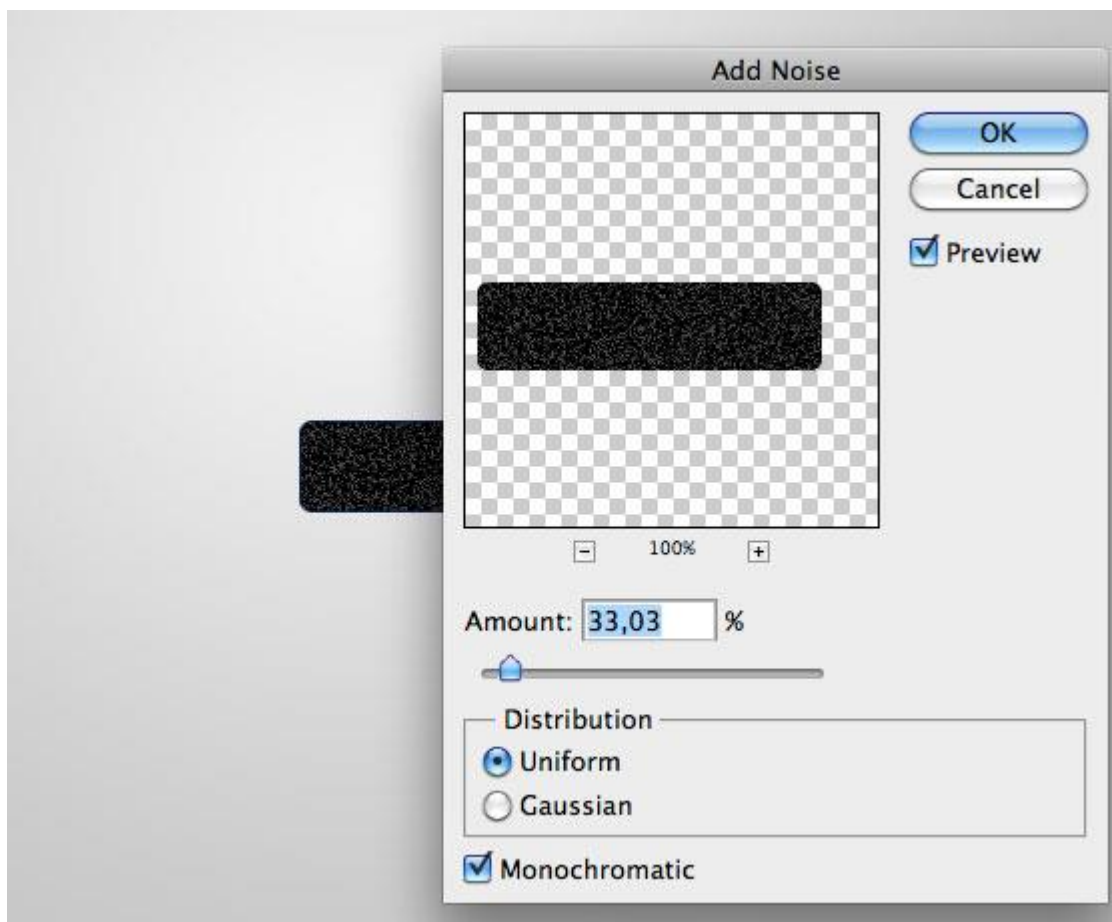 Add Noise
OK
Cancel
Preview
100%
Amount: 33,03 %
Distribution
Uniform
Gaussian
Monochromatic